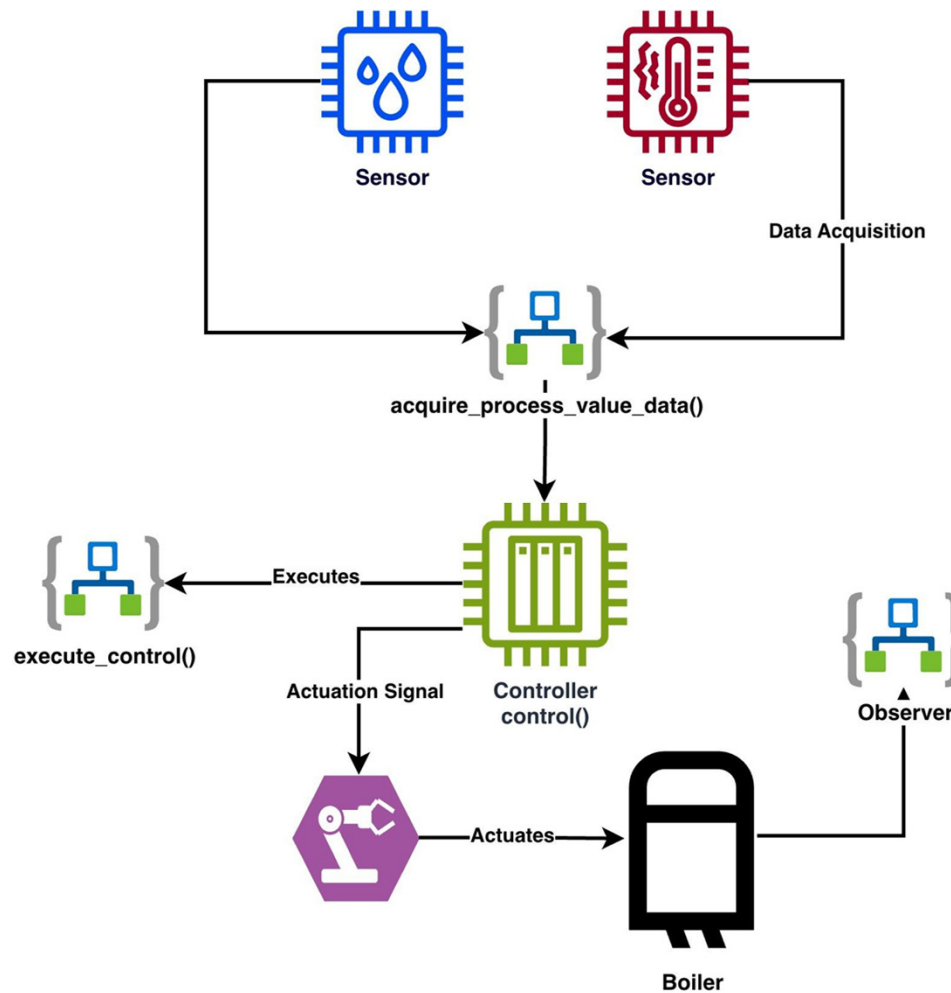 Sensor
Sensor
Data Acquisition
acquire_process_value_data()
Executes
execute_control()
Actuation Signal
Controller
control()
Observer
Actuates
Boiler